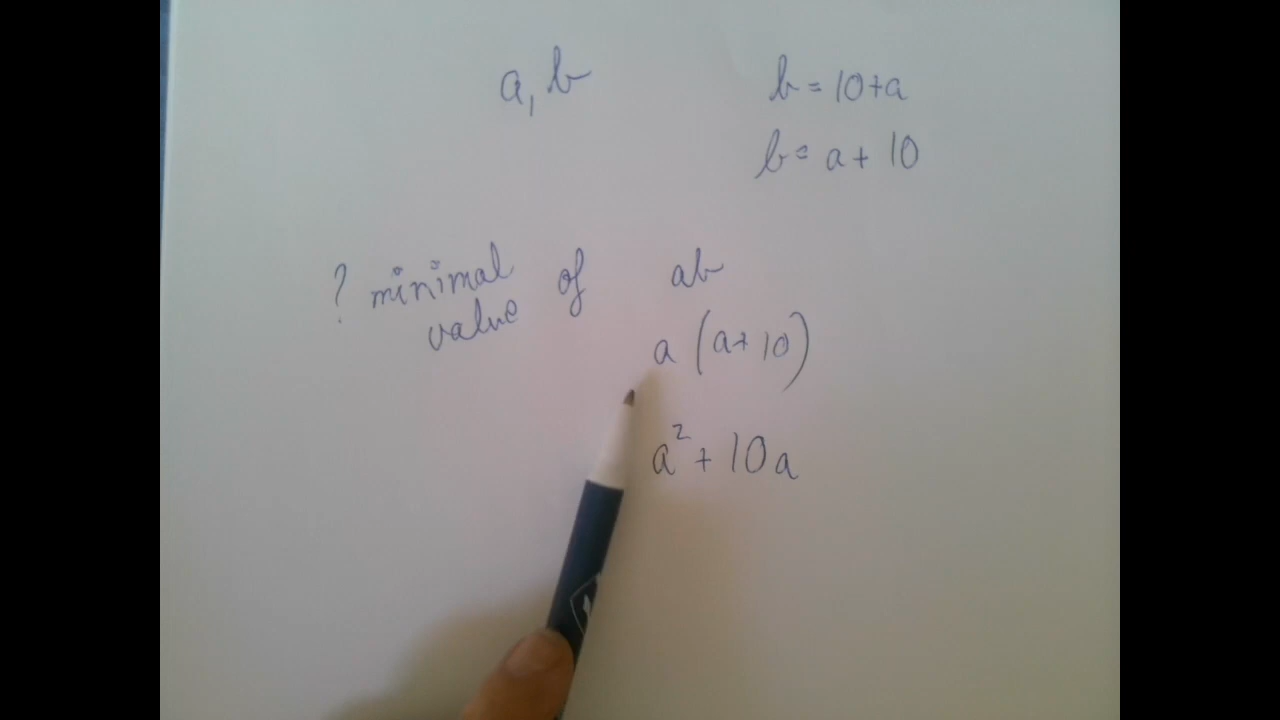 a, b
b = 10+a
b = a + 10
? minimal value of ab
a (a+ 10)
a² + 10a